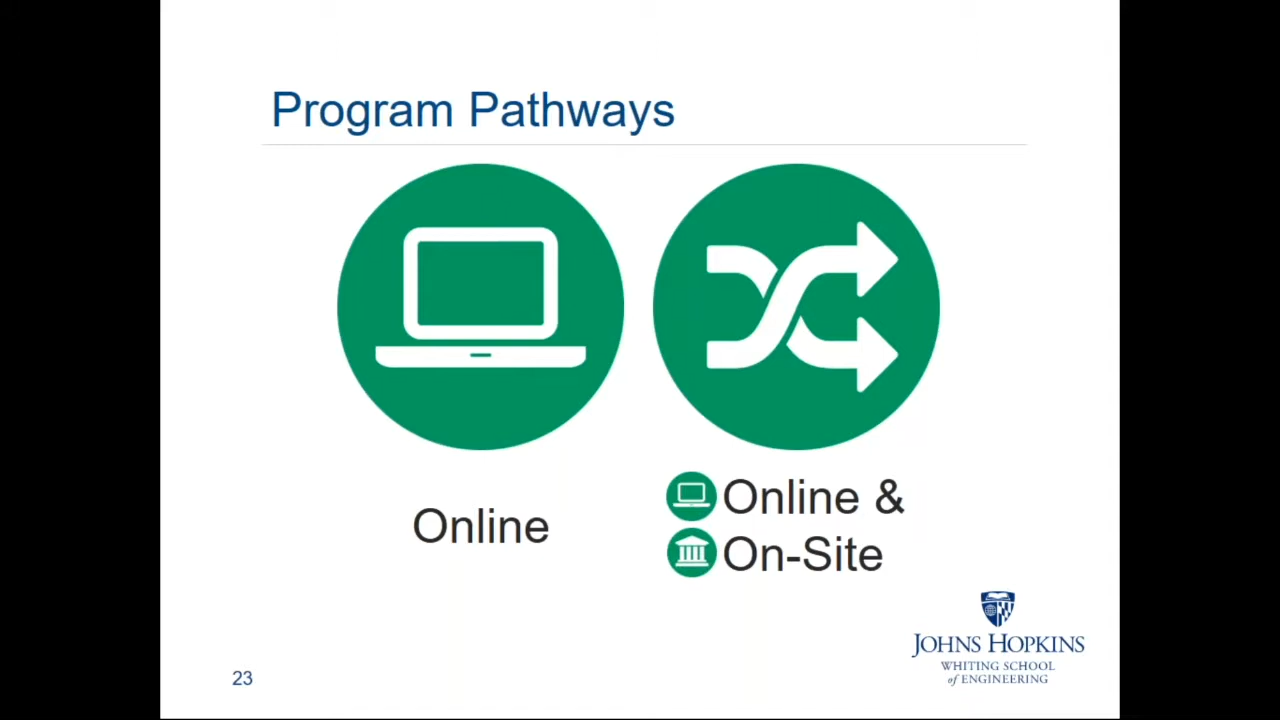 Program Pathways
Online
Online &
On-Site
JOHNS HOPKINS
WHITING SCHOOL
of ENGINEERING
23